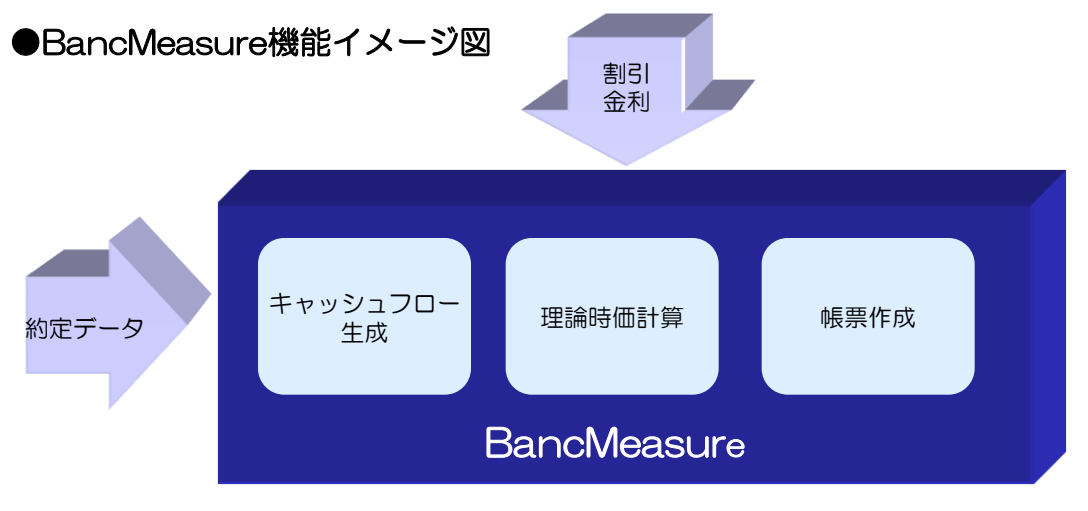 ●BancMeasure機能イメージ図
割引
金利
約定データ
キャッシュフロー
生成
理論時価計算
帳票作成
BancMeasure